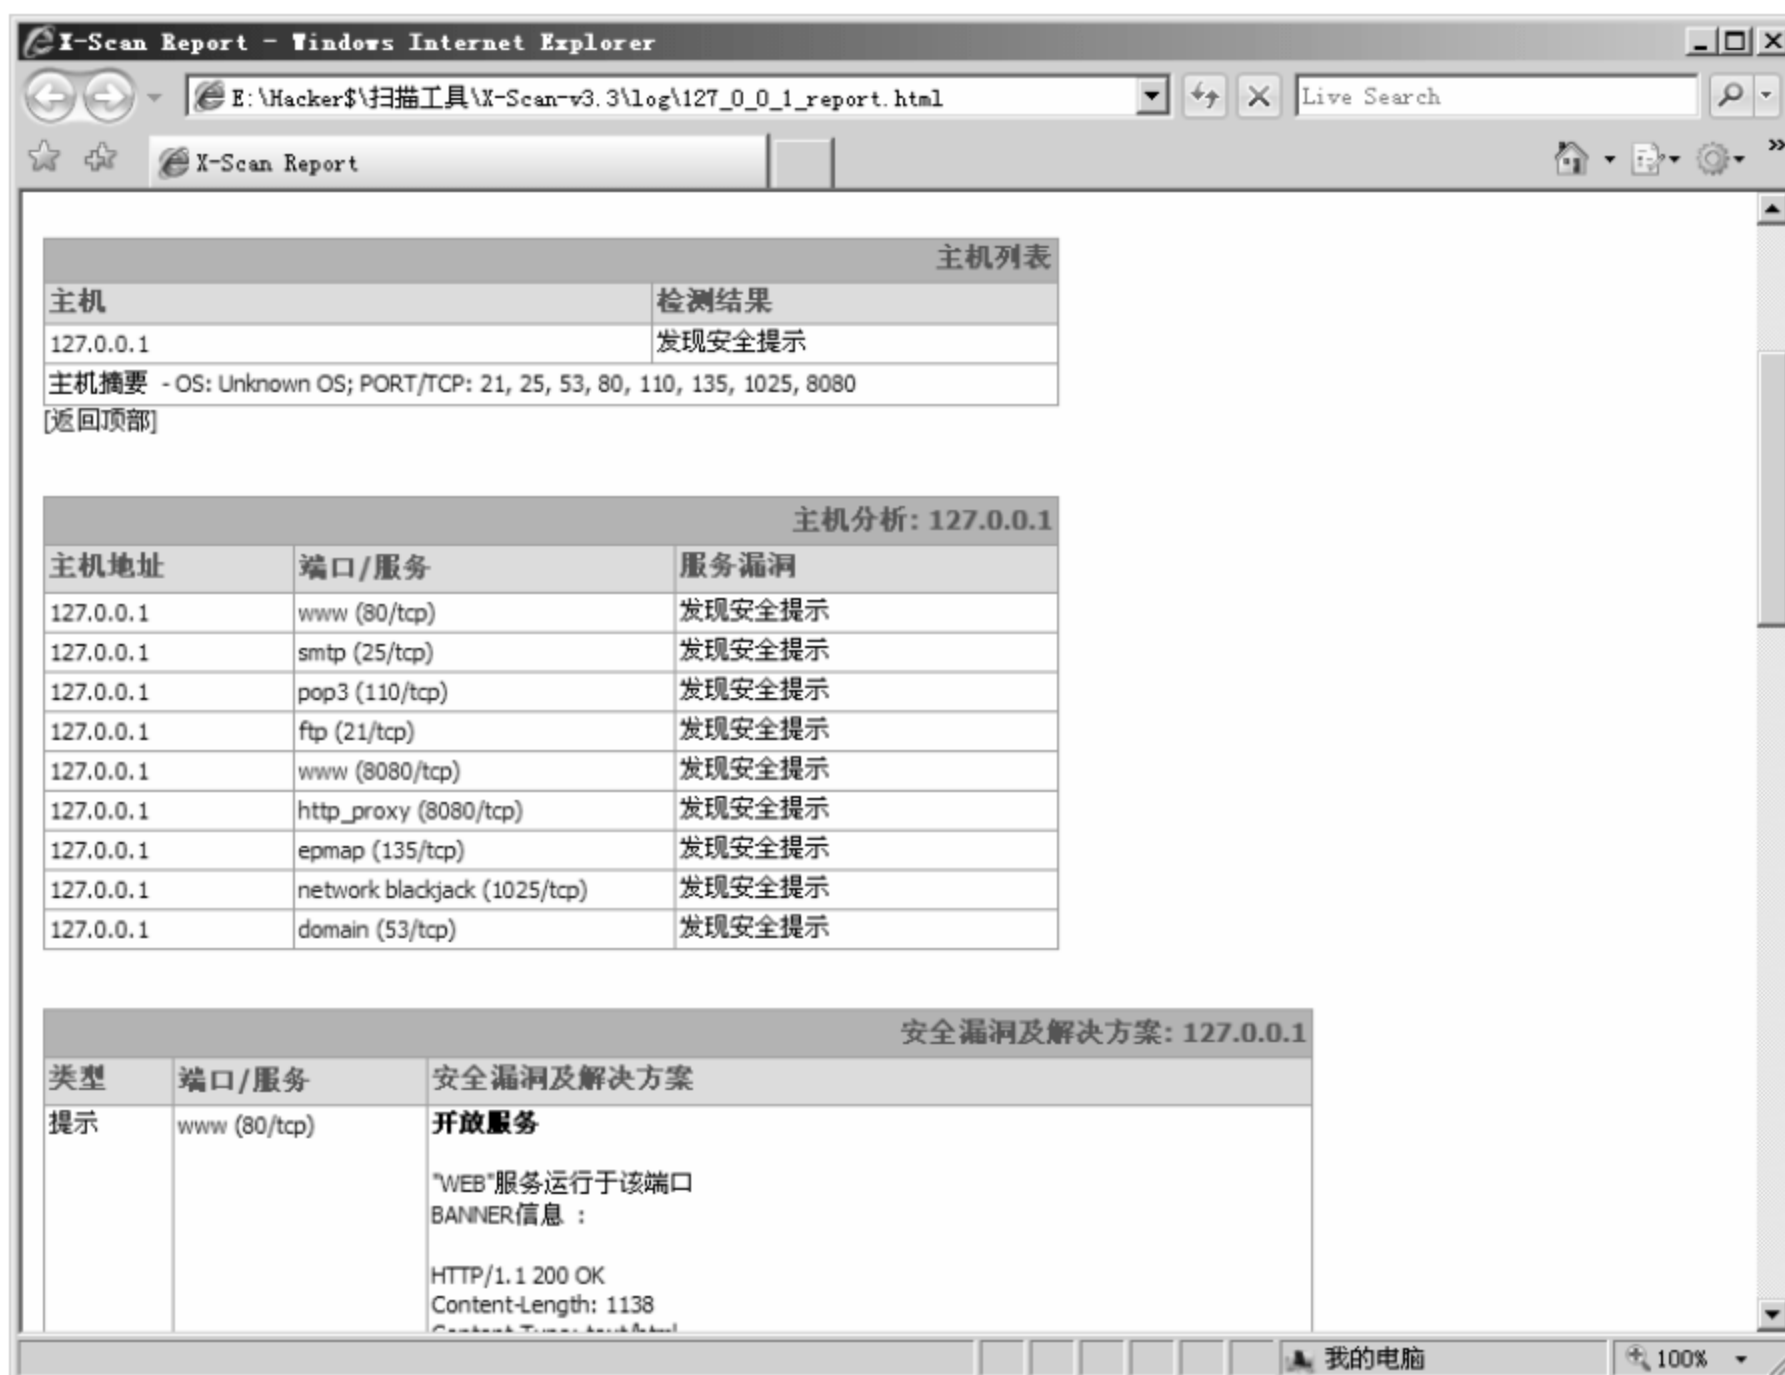 X-Scan Report - Windows Internet Explorer
E:\Hacker$\扫描工具\X-Scan-v3.3\log\127_0_0_1_report.html
Live Search
X-Scan Report
主机列表
主机 检测结果
127.0.0.1 发现安全提示
主机摘要 - OS: Unknown OS; PORT/TCP: 21, 25, 53, 80, 110, 135, 1025, 8080
[返回顶部]
主机分析: 127.0.0.1
主机地址 端口/服务 服务漏洞
127.0.0.1 www (80/tcp) 发现安全提示
127.0.0.1 smtp (25/tcp) 发现安全提示
127.0.0.1 pop3 (110/tcp) 发现安全提示
127.0.0.1 ftp (21/tcp) 发现安全提示
127.0.0.1 www (8080/tcp) 发现安全提示
127.0.0.1 http_proxy (8080/tcp) 发现安全提示
127.0.0.1 epmap (135/tcp) 发现安全提示
127.0.0.1 network blackjack (1025/tcp) 发现安全提示
127.0.0.1 domain (53/tcp) 发现安全提示
安全漏洞及解决方案: 127.0.0.1
类型 端口/服务 安全漏洞及解决方案
提示 www (80/tcp) 开放服务
"WEB"服务运行于该端口
BANNER信息 :
HTTP/1.1 200 OK
Content-Length: 1138
我的电脑 100%